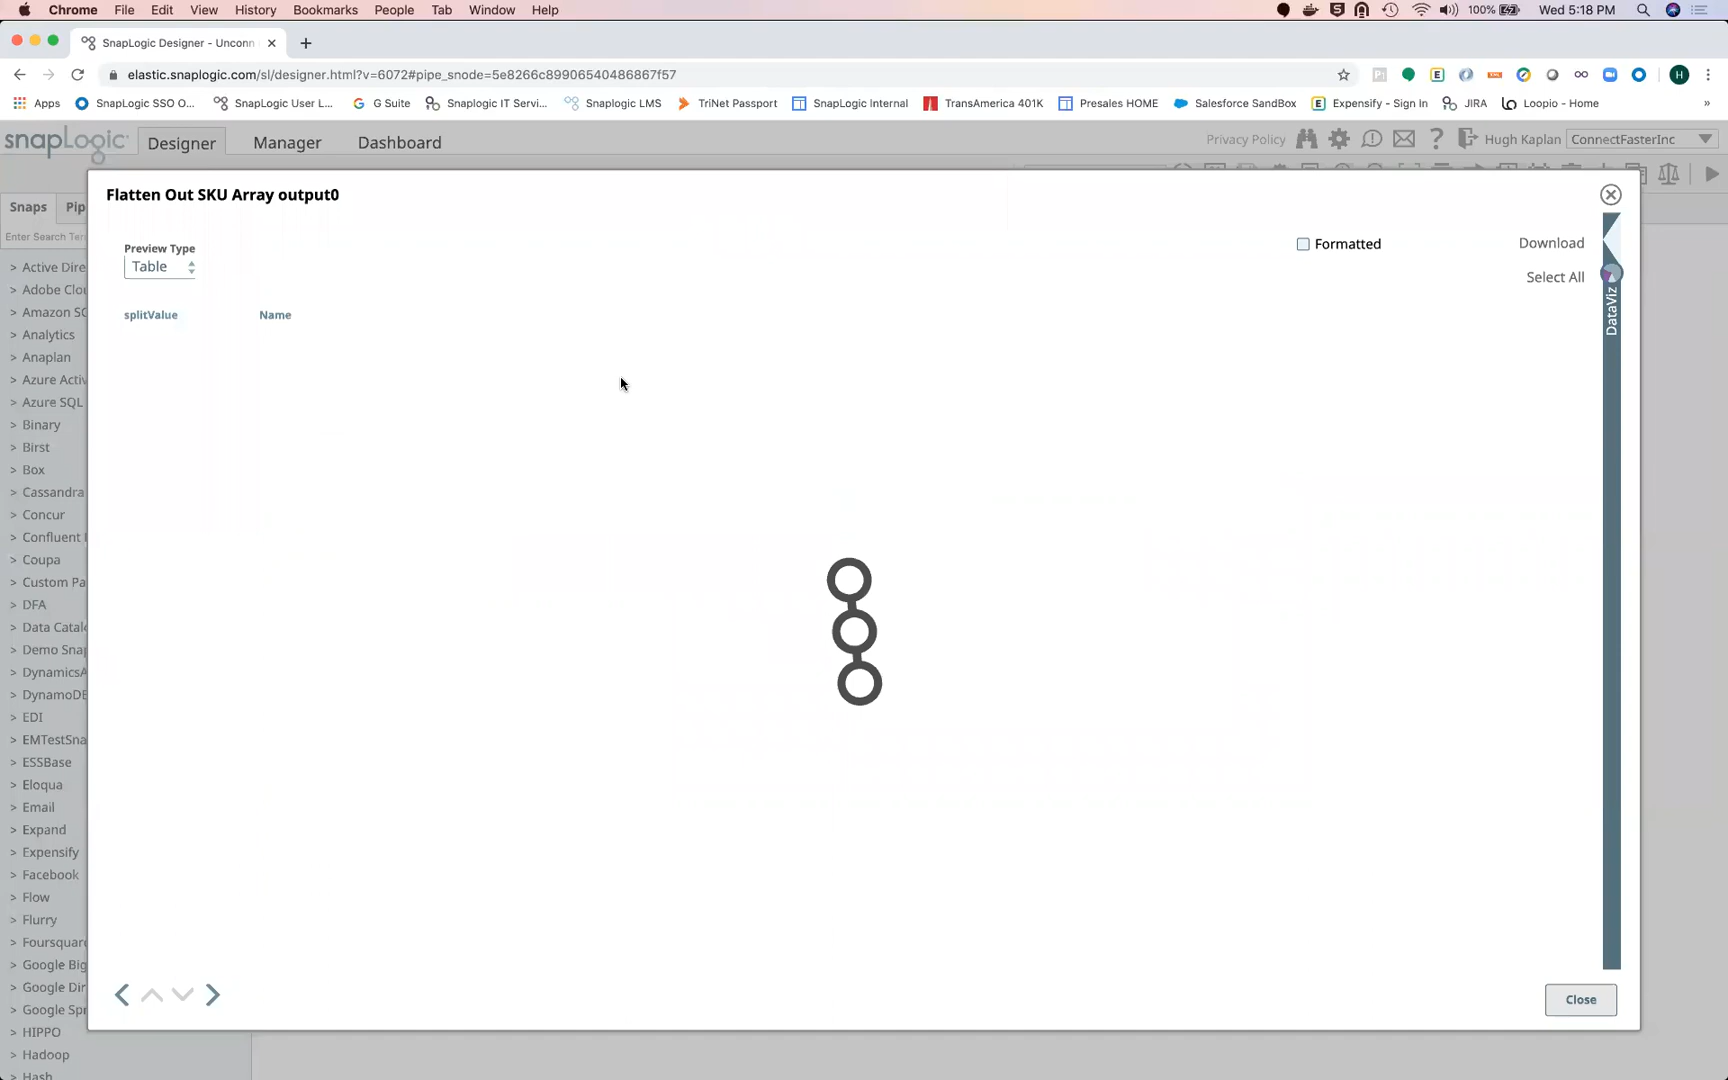 Chrome File Edit View History Bookmarks People Tab Window Help 100% Wed 5:18 PM
SnapLogic Designer - Unconn
elastic.snaplogic.com/sl/designer.html?v=6072#pipe_snode=5e8266c89906540486867f57
Apps SnapLogic SSO O... SnapLogic User L... G Suite Snaplogic IT Servi... Snaplogic LMS TriNet Passport SnapLogic Internal TransAmerica 401K Presales HOME Salesforce SandBox Expensify - Sign In JIRA Loopio - Home »
snapLogic Designer Manager Dashboard Privacy Policy Hugh Kaplan ConnectFasterInc
Flatten Out SKU Array output0
Snaps Pip
Enter Search Ter
Preview Type
Table
Formatted
Download
Select All
DataViz
splitValue Name
> Active Dire
> Adobe Clou
> Amazon SQ
> Analytics
> Anaplan
> Azure Activ
> Azure SQL
> Binary
> Birst
> Box
> Cassandra
> Concur
> Confluent
> Coupa
> Custom Pa
> DFA
> Data Catal
> Demo Snap
> DynamicsA
> DynamoDB
> EDI
> EMTestSna
> ESSBase
> Eloqua
> Email
> Expand
> Expensify
> Facebook
> Flow
> Flurry
> Foursquare
> Google Big
> Google Dir
> Google Spr
> HIPPO
> Hadoop
> Hash
Close